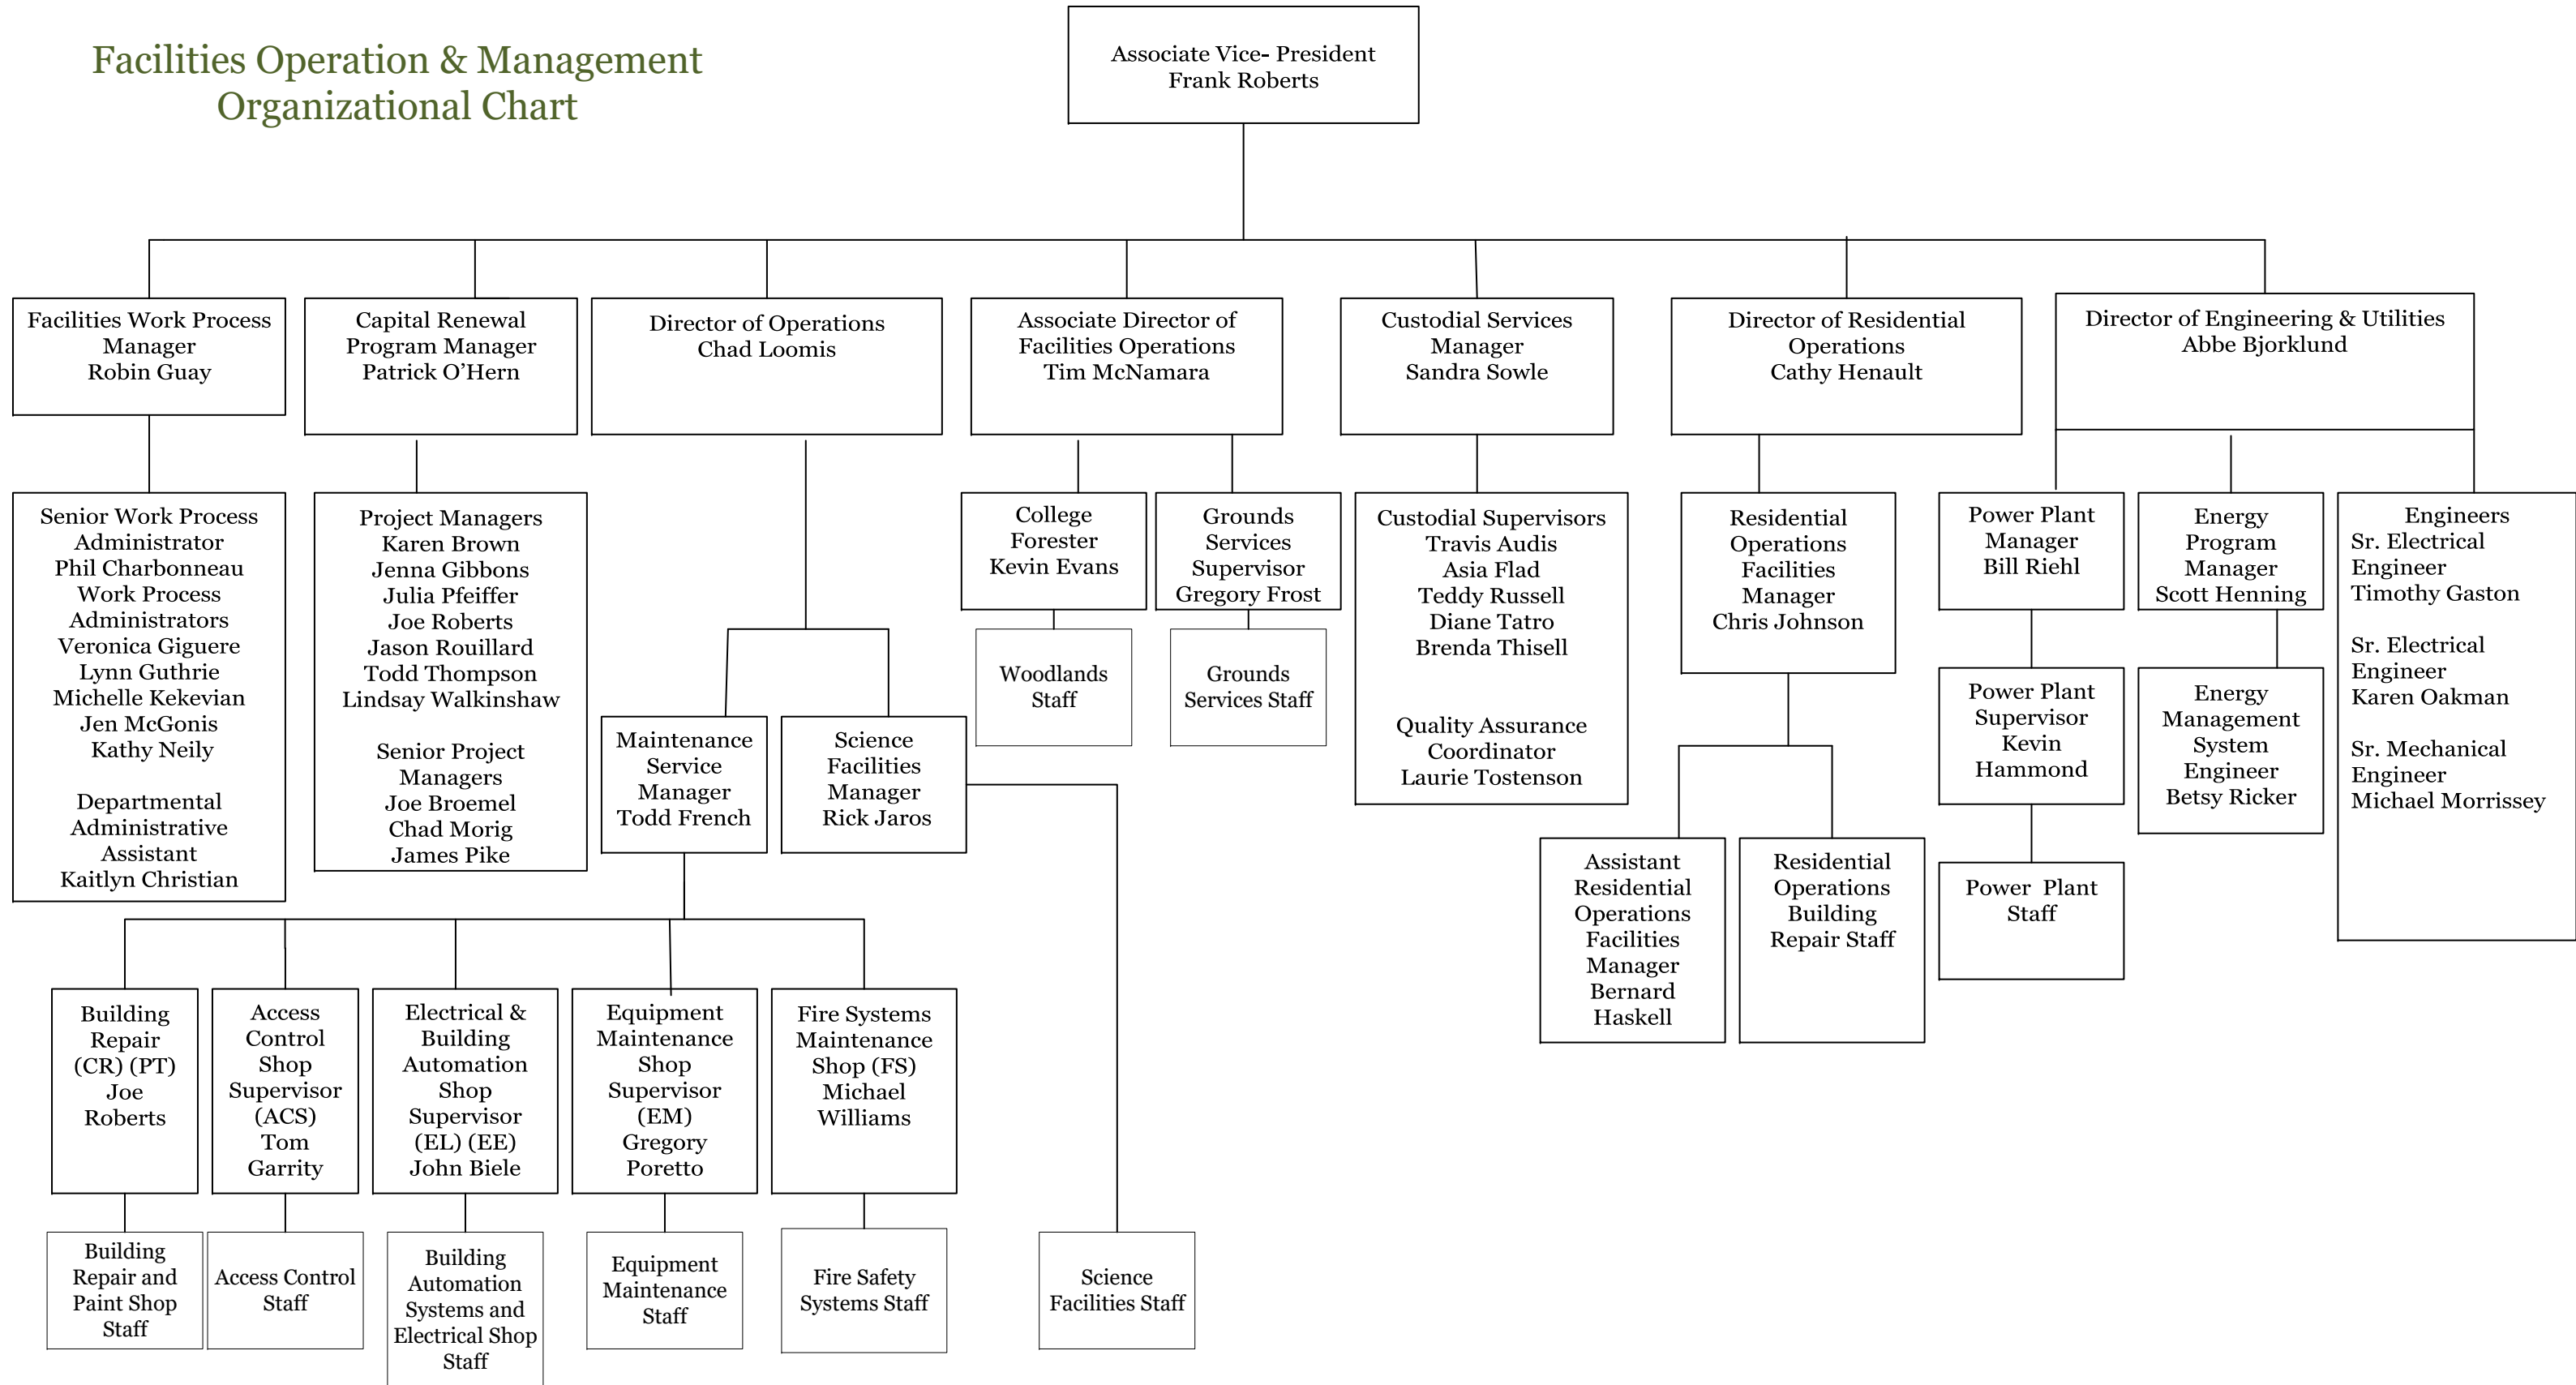 Facilities Operation & Management
Organizational Chart
Associate Vice- President
Frank Roberts
Facilities Work Process
Manager
Robin Guay
Capital Renewal
Program Manager
Patrick O’Hern
Director of Operations
Chad Loomis
Associate Director of
Facilities Operations
Tim McNamara
Custodial Services
Manager
Sandra Sowle
Director of Residential
Operations
Cathy Henault
Director of Engineering & Utilities
Abbe Bjorklund
Senior Work Process
Administrator
Phil Charbonneau
Work Process
Administrators
Veronica Giguere
Lynn Guthrie
Michelle Kekevian
Jen McGonis
Kathy Neily
Departmental
Administrative
Assistant
Kaitlyn Christian
Project Managers
Karen Brown
Jenna Gibbons
Julia Pfeiffer
Joe Roberts
Jason Rouillard
Todd Thompson
Lindsay Walkinshaw
Senior Project
Managers
Joe Broemel
Chad Morig
James Pike
Maintenance
Service
Manager
Todd French
Science
Facilities
Manager
Rick Jaros
College
Forester
Kevin Evans
Grounds
Services
Supervisor
Gregory Frost
Woodlands
Staff
Grounds
Services Staff
Custodial Supervisors
Travis Audis
Asia Flad
Teddy Russell
Diane Tatro
Brenda Thisell
Quality Assurance
Coordinator
Laurie Tostenson
Residential
Operations
Facilities
Manager
Chris Johnson
Assistant
Residential
Operations
Facilities
Manager
Bernard
Haskell
Residential
Operations
Building
Repair Staff
Power Plant
Manager
Bill Riehl
Power Plant
Supervisor
Kevin
Hammond
Power Plant
Staff
Energy
Program
Manager
Scott Henning
Energy
Management
System
Engineer
Betsy Ricker
Engineers
Sr. Electrical
Engineer
Timothy Gaston
Sr. Electrical
Engineer
Karen Oakman
Sr. Mechanical
Engineer
Michael Morrissey
Building
Repair
(CR) (PT)
Joe
Roberts
Access
Control
Shop
Supervisor
(ACS)
Tom
Garrity
Electrical &
Building
Automation
Shop
Supervisor
(EL) (EE)
John Biele
Equipment
Maintenance
Shop
Supervisor
(EM)
Gregory
Poretto
Fire Systems
Maintenance
Shop (FS)
Michael
Williams
Building
Repair and
Paint Shop
Staff
Access Control
Staff
Building
Automation
Systems and
Electrical Shop
Staff
Equipment
Maintenance
Staff
Fire Safety
Systems Staff
Science
Facilities Staff